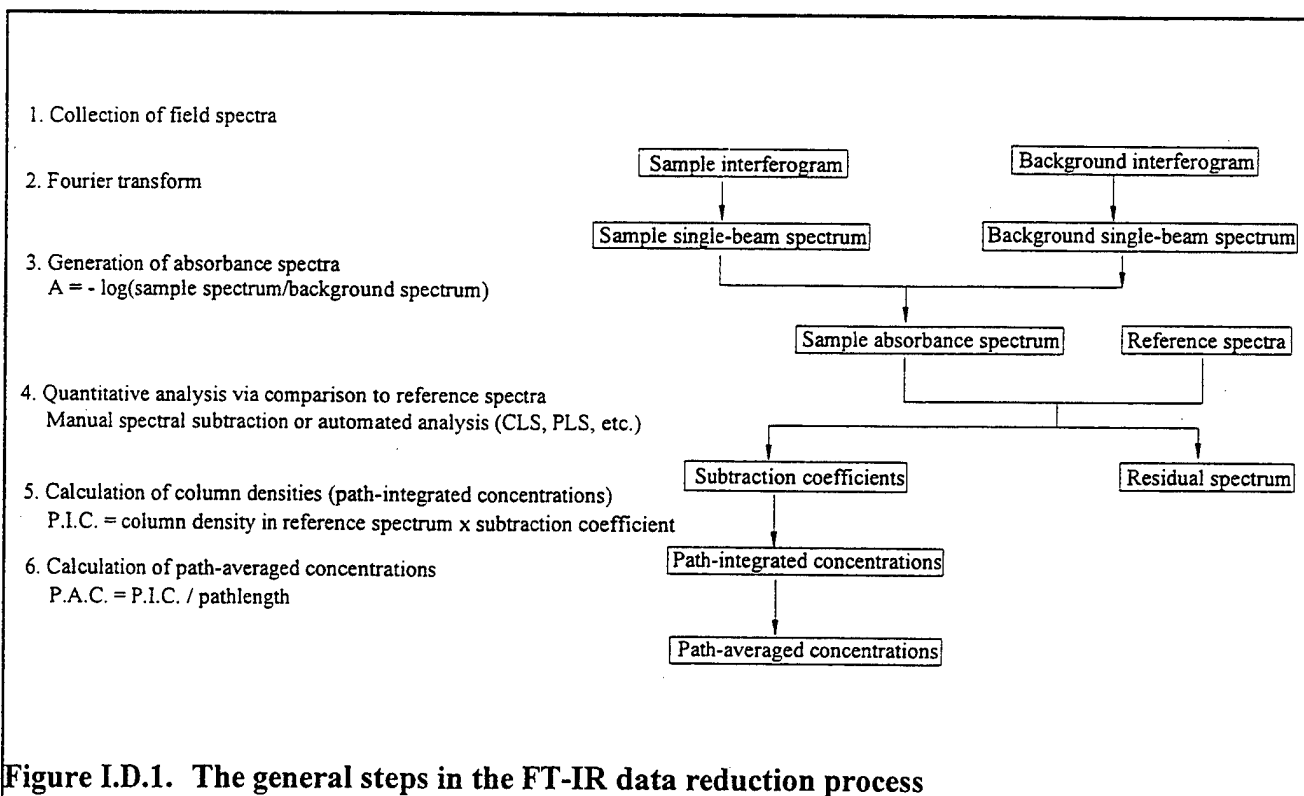 1. Collection of field spectra
2. Fourier transform
3. Generation of absorbance spectra
A = - log(sample spectrum/background spectrum)
4. Quantitative analysis via comparison to reference spectra
Manual spectral subtraction or automated analysis (CLS, PLS, etc.)
5. Calculation of column densities (path-integrated concentrations)
P.I.C. = column density in reference spectrum x subtraction coefficient
6. Calculation of path-averaged concentrations
P.A.C. = P.I.C. / pathlength
Sample interferogram
Background interferogram
Sample single-beam spectrum
Background single-beam spectrum
Sample absorbance spectrum
Reference spectra
Subtraction coefficients
Residual spectrum
Path-integrated concentrations
Path-averaged concentrations
Figure I.D.1. The general steps in the FT-IR data reduction process